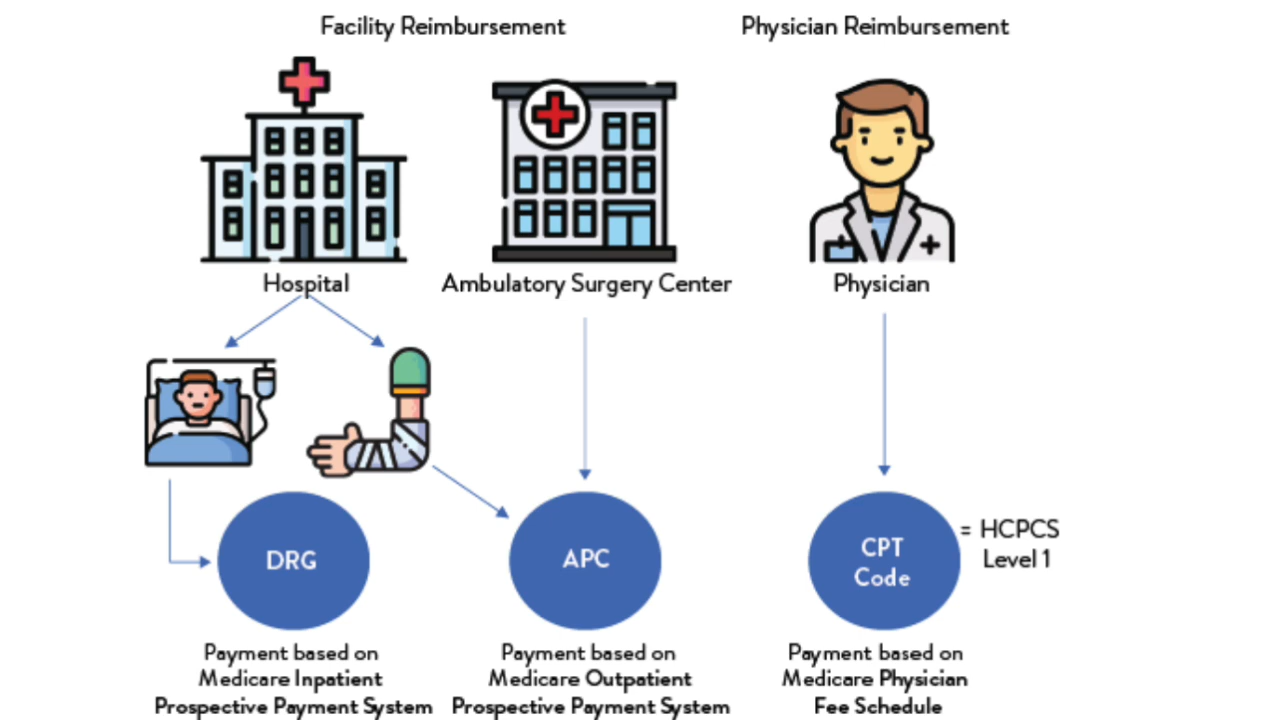 Facility Reimbursement
Physician Reimbursement
Hospital
Ambulatory Surgery Center
Physician
DRG
APC
CPT
Code
= HCPCS
Level 1
Payment based on
Medicare Inpatient
Prospective Payment System
Payment based on
Medicare Outpatient
Prospective Payment System
Payment based on
Medicare Physician
Fee Schedule